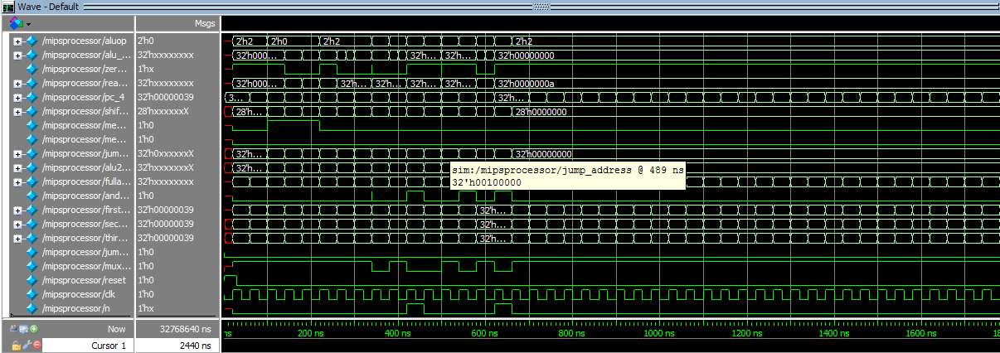 Wave - Default
Msgs
/mipsprocessor/aluop 2'h0 2'h2 2'h0 2'h2 2'h2
/mipsprocessor/alu_... 32'hxxxxxxxx 32'h000... 32'h... 32'h... 32'h00000000
/mipsprocessor/zer... 1'hx
/mipsprocessor/rea... 32'hxxxxxxxx 32'h000... 32'h... 32'h... 32'h... 32'h... 32'h0000000a
/mipsprocessor/pc_4 32'h00000039 3... 32'h...
/mipsprocessor/shif... 28'hxxxxxxX 28'h... 28'h0000000
/mipsprocessor/me... 1'h0
/mipsprocessor/me... 1'h0
/mipsprocessor/jum... 32'h0xxxxxxX 32'h... 32'h00000000
/mipsprocessor/alu2... 32'hxxxxxxxx 32'h...
sim:/mipsprocessor/jump_address @ 489 ns
32'h00100000
/mipsprocessor/fulla... 32'hxxxxxxxx
/mipsprocessor/and... 1'h0
/mipsprocessor/first... 32'h00000039 32'h...
/mipsprocessor/sec... 32'h00000039 32'h...
/mipsprocessor/thir... 32'h00000039 32'h...
/mipsprocessor/jum... 1'h0
/mipsprocessor/mux... 1'h0
/mipsprocessor/reset 1'h0
/mipsprocessor/clk 1'h0
/mipsprocessor/n 1'hx
Now 32768640 ns ns 200 ns 400 ns 600 ns 800 ns 1000 ns 1200 ns 1400 ns 1600 ns
Cursor 1 2440 ns